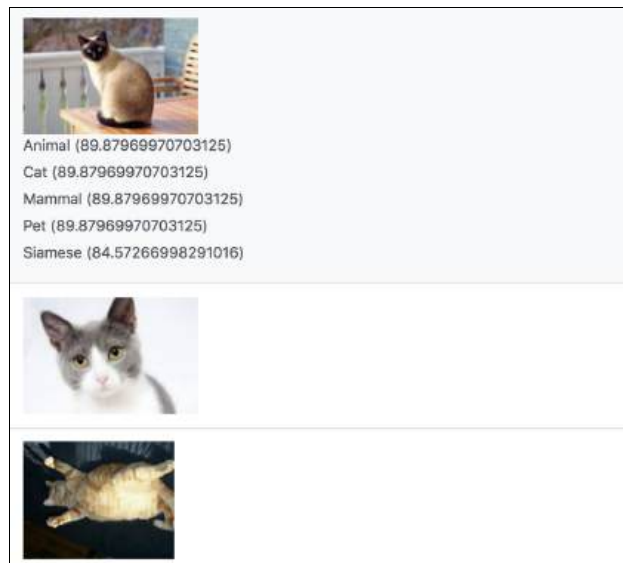 Animal (89.87969970703125)
Cat (89.87969970703125)
Mammal (89.87969970703125)
Pet (89.87969970703125)
Siamese (84.57266998291016)